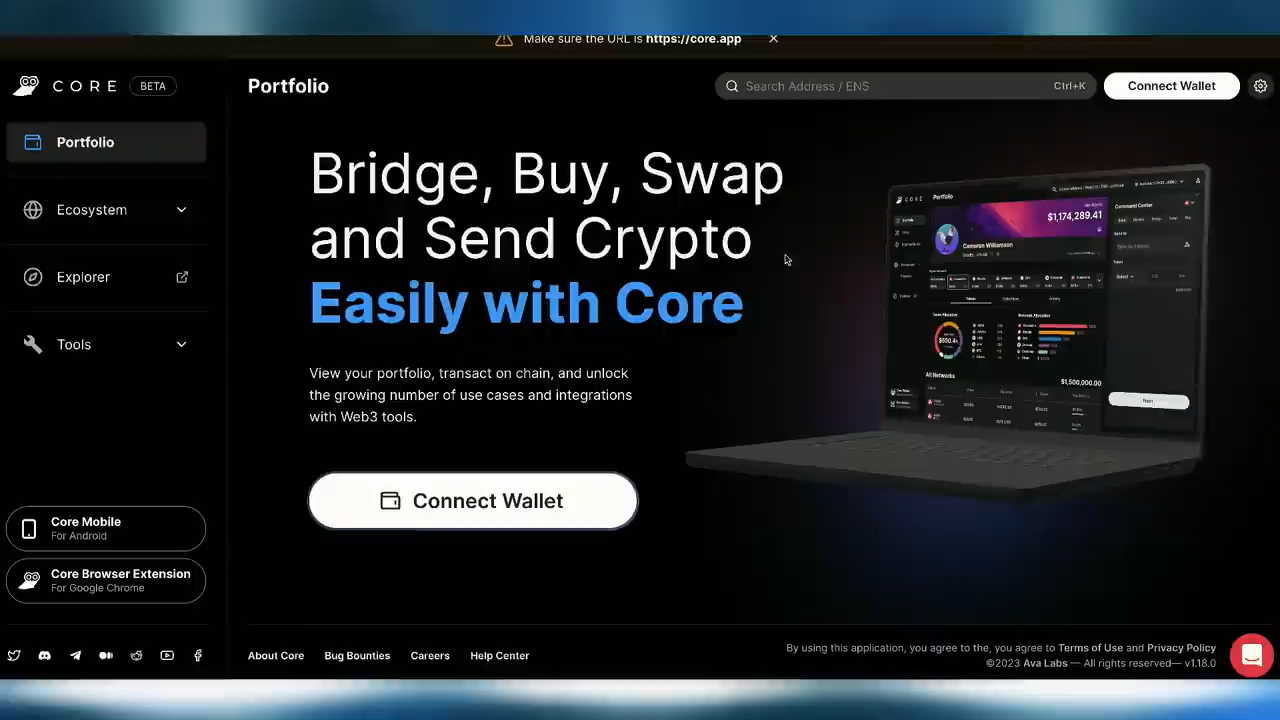 Make sure the URL is https://core.app
CORE BETA
Portfolio
Search Address / ENS
Ctrl+K
Connect Wallet
Portfolio
Ecosystem
Explorer
Tools
Bridge, Buy, Swap
and Send Crypto
Easily with Core
View your portfolio, transact on chain, and unlock
the growing number of use cases and integrations
with Web3 tools.
Connect Wallet
CORE
Portfolio
$1,174,289.41
Command Center
Cameron Williamson
All Networks
$1,500,000.00
Core Mobile
For Android
Core Browser Extension
For Google Chrome
About Core
Bug Bounties
Careers
Help Center
By using this application, you agree to the, you agree to Terms of Use and Privacy Policy
©2023 Ava Labs — All rights reserved— v1.18.0